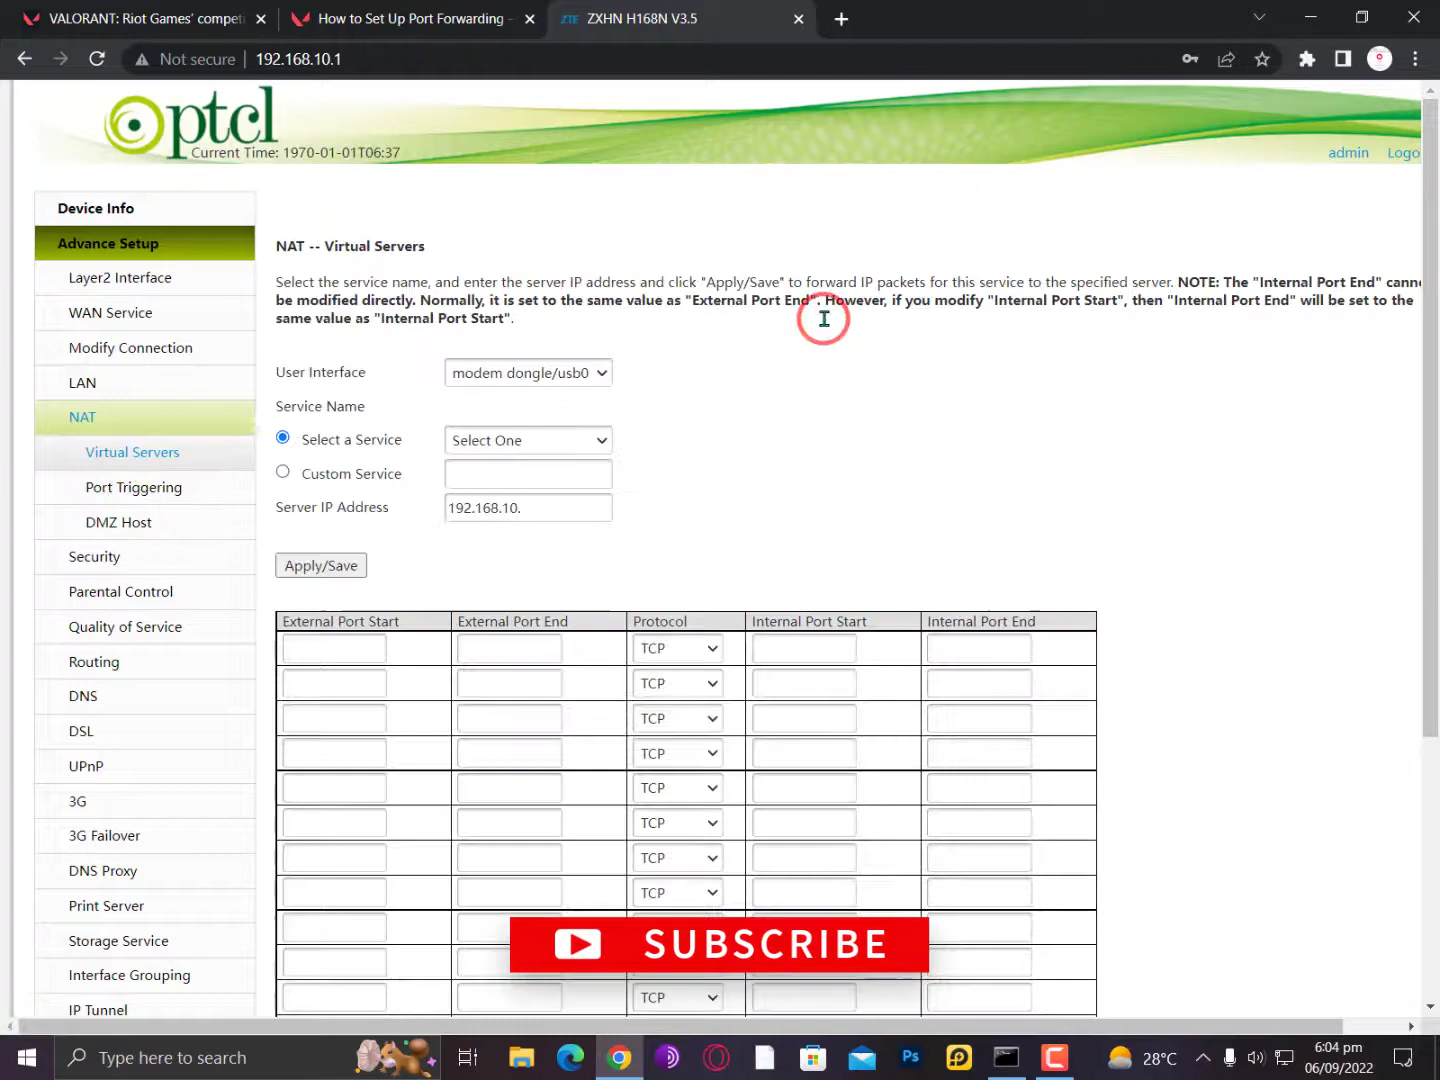 VALORANT: Riot Games' competi
How to Set Up Port Forwarding -
ZTE ZXHN H168N V3.5
Not secure
192.168.10.1
ptcl
Current Time: 1970-01-01T06:37
admin
Logo
Device Info
Advance Setup
Layer2 Interface
WAN Service
Modify Connection
LAN
NAT
Virtual Servers
Port Triggering
DMZ Host
Security
Parental Control
Quality of Service
Routing
DNS
DSL
UPnP
3G
3G Failover
DNS Proxy
Print Server
Storage Service
Interface Grouping
IP Tunnel
NAT -- Virtual Servers
Select the service name, and enter the server IP address and click "Apply/Save" to forward IP packets for this service to the specified server. NOTE: The "Internal Port End" canno
be modified directly. Normally, it is set to the same value as "External Port End". However, if you modify "Internal Port Start", then "Internal Port End" will be set to the
same value as "Internal Port Start".
User Interface
modem dongle/usb0
Service Name
Select a Service
Select One
Custom Service
Server IP Address
192.168.10.
Apply/Save
External Port Start External Port End Protocol Internal Port Start Internal Port End
TCP
TCP
TCP
TCP
TCP
TCP
TCP
TCP
TCP
SUBSCRIBE
Type here to search
Ps
28°C
6:04 pm
06/09/2022